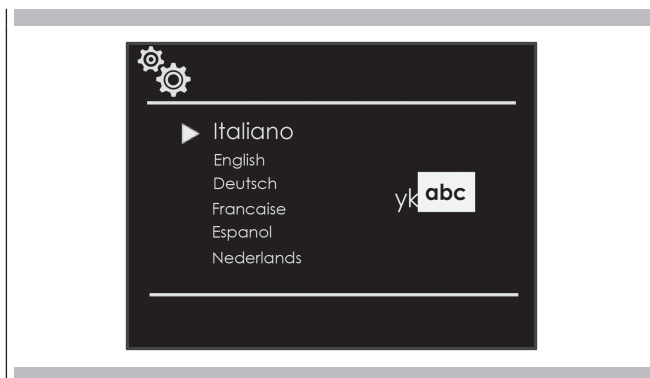 Italiano
English
Deutsch
Francaise
yk abc
Espanol
Nederlands